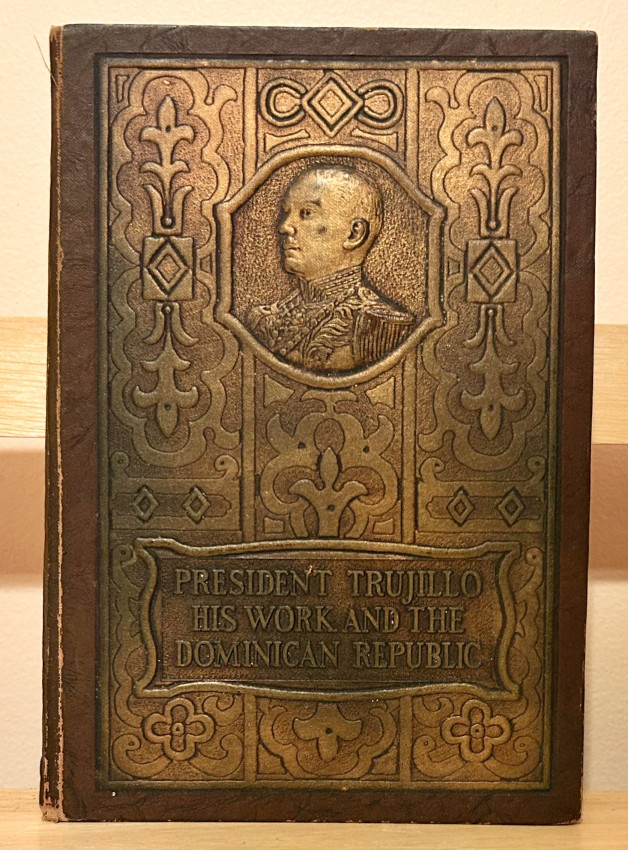 PRESIDENT TRUJILLO
HIS WORK AND THE
DOMINICAN REPUBLIC